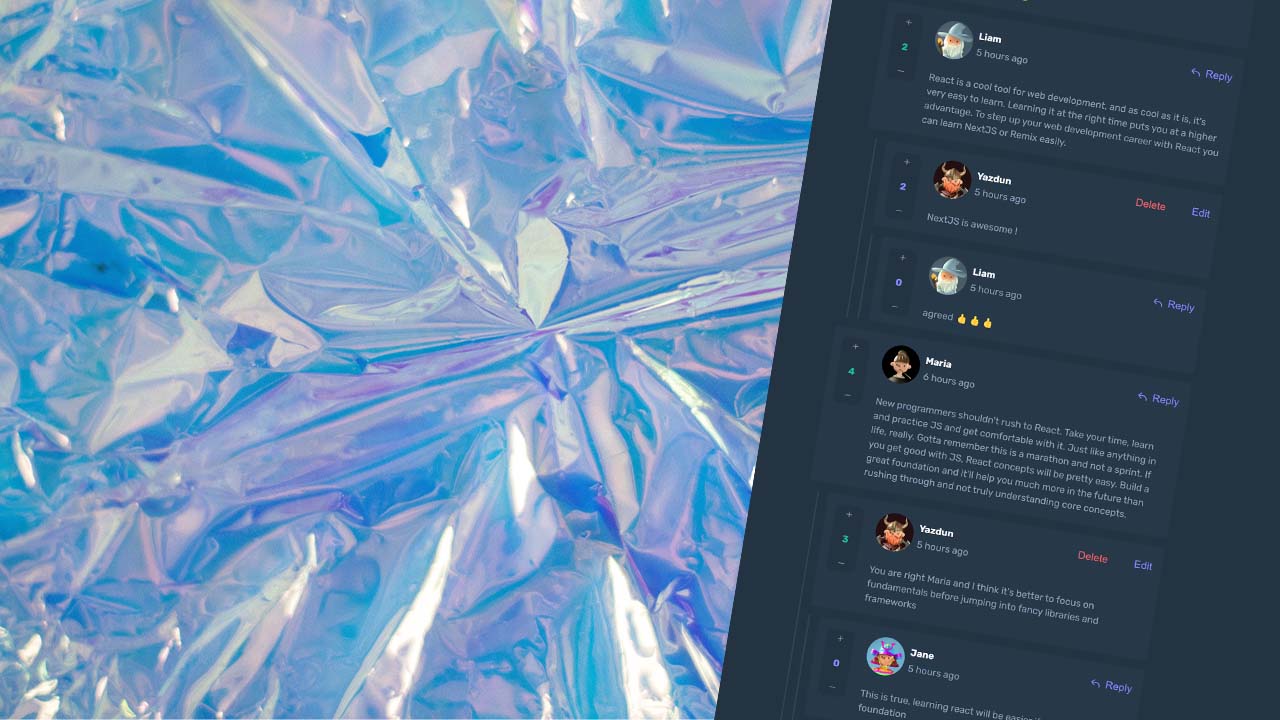 +
2
–
Liam
5 hours ago
Reply
React is a cool tool for web development, and as cool as it is, it's
very easy to learn. Learning it at the right time puts you at a higher
advantage. To step up your web development career with React you
can learn NextJS or Remix easily.
+
2
–
Yazdun
5 hours ago
Delete
Edit
NextJS is awesome !
+
0
–
Liam
5 hours ago
Reply
agreed 👍 👍 👍
+
4
–
Maria
6 hours ago
Reply
New programmers shouldn't rush to React. Take your time, learn
and practice JS and get comfortable with it. Just like anything in
life, really. Gotta remember this is a marathon and not a sprint. If
you get good with JS, React concepts will be pretty easy. Build a
great foundation and it'll help you much more in the future than
rushing through and not truly understanding core concepts.
+
3
–
Yazdun
5 hours ago
Delete
Edit
You are right Maria and I think it's better to focus on
fundamentals before jumping into fancy libraries and
frameworks
+
0
–
Jane
5 hours ago
Reply
This is true, learning react will be easier
foundation